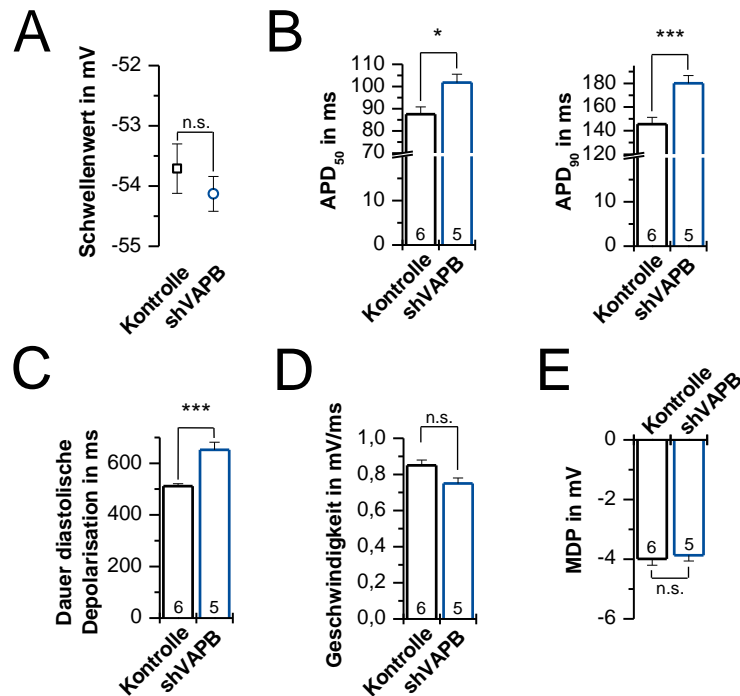 A
Schwellenwert in mV
-52
-53
-54
-55
n.s.
Kontrolle
shVAPB
B
APD50 in ms
110
100
90
80
70
10
0
*
6
5
Kontrolle
shVAPB
APD90 in ms
180
160
140
120
10
0
***
6
5
Kontrolle
shVAPB
C
Dauer diastolische
Depolarisation in ms
600
400
200
0
***
6
5
Kontrolle
shVAPB
D
Geschwindigkeit in mV/ms
1,0
0,8
0,6
0,4
0,2
0,0
n.s.
6
5
Kontrolle
shVAPB
E
Kontrolle
shVAPB
MDP in mV
0
-2
-4
-6
6
5
n.s.